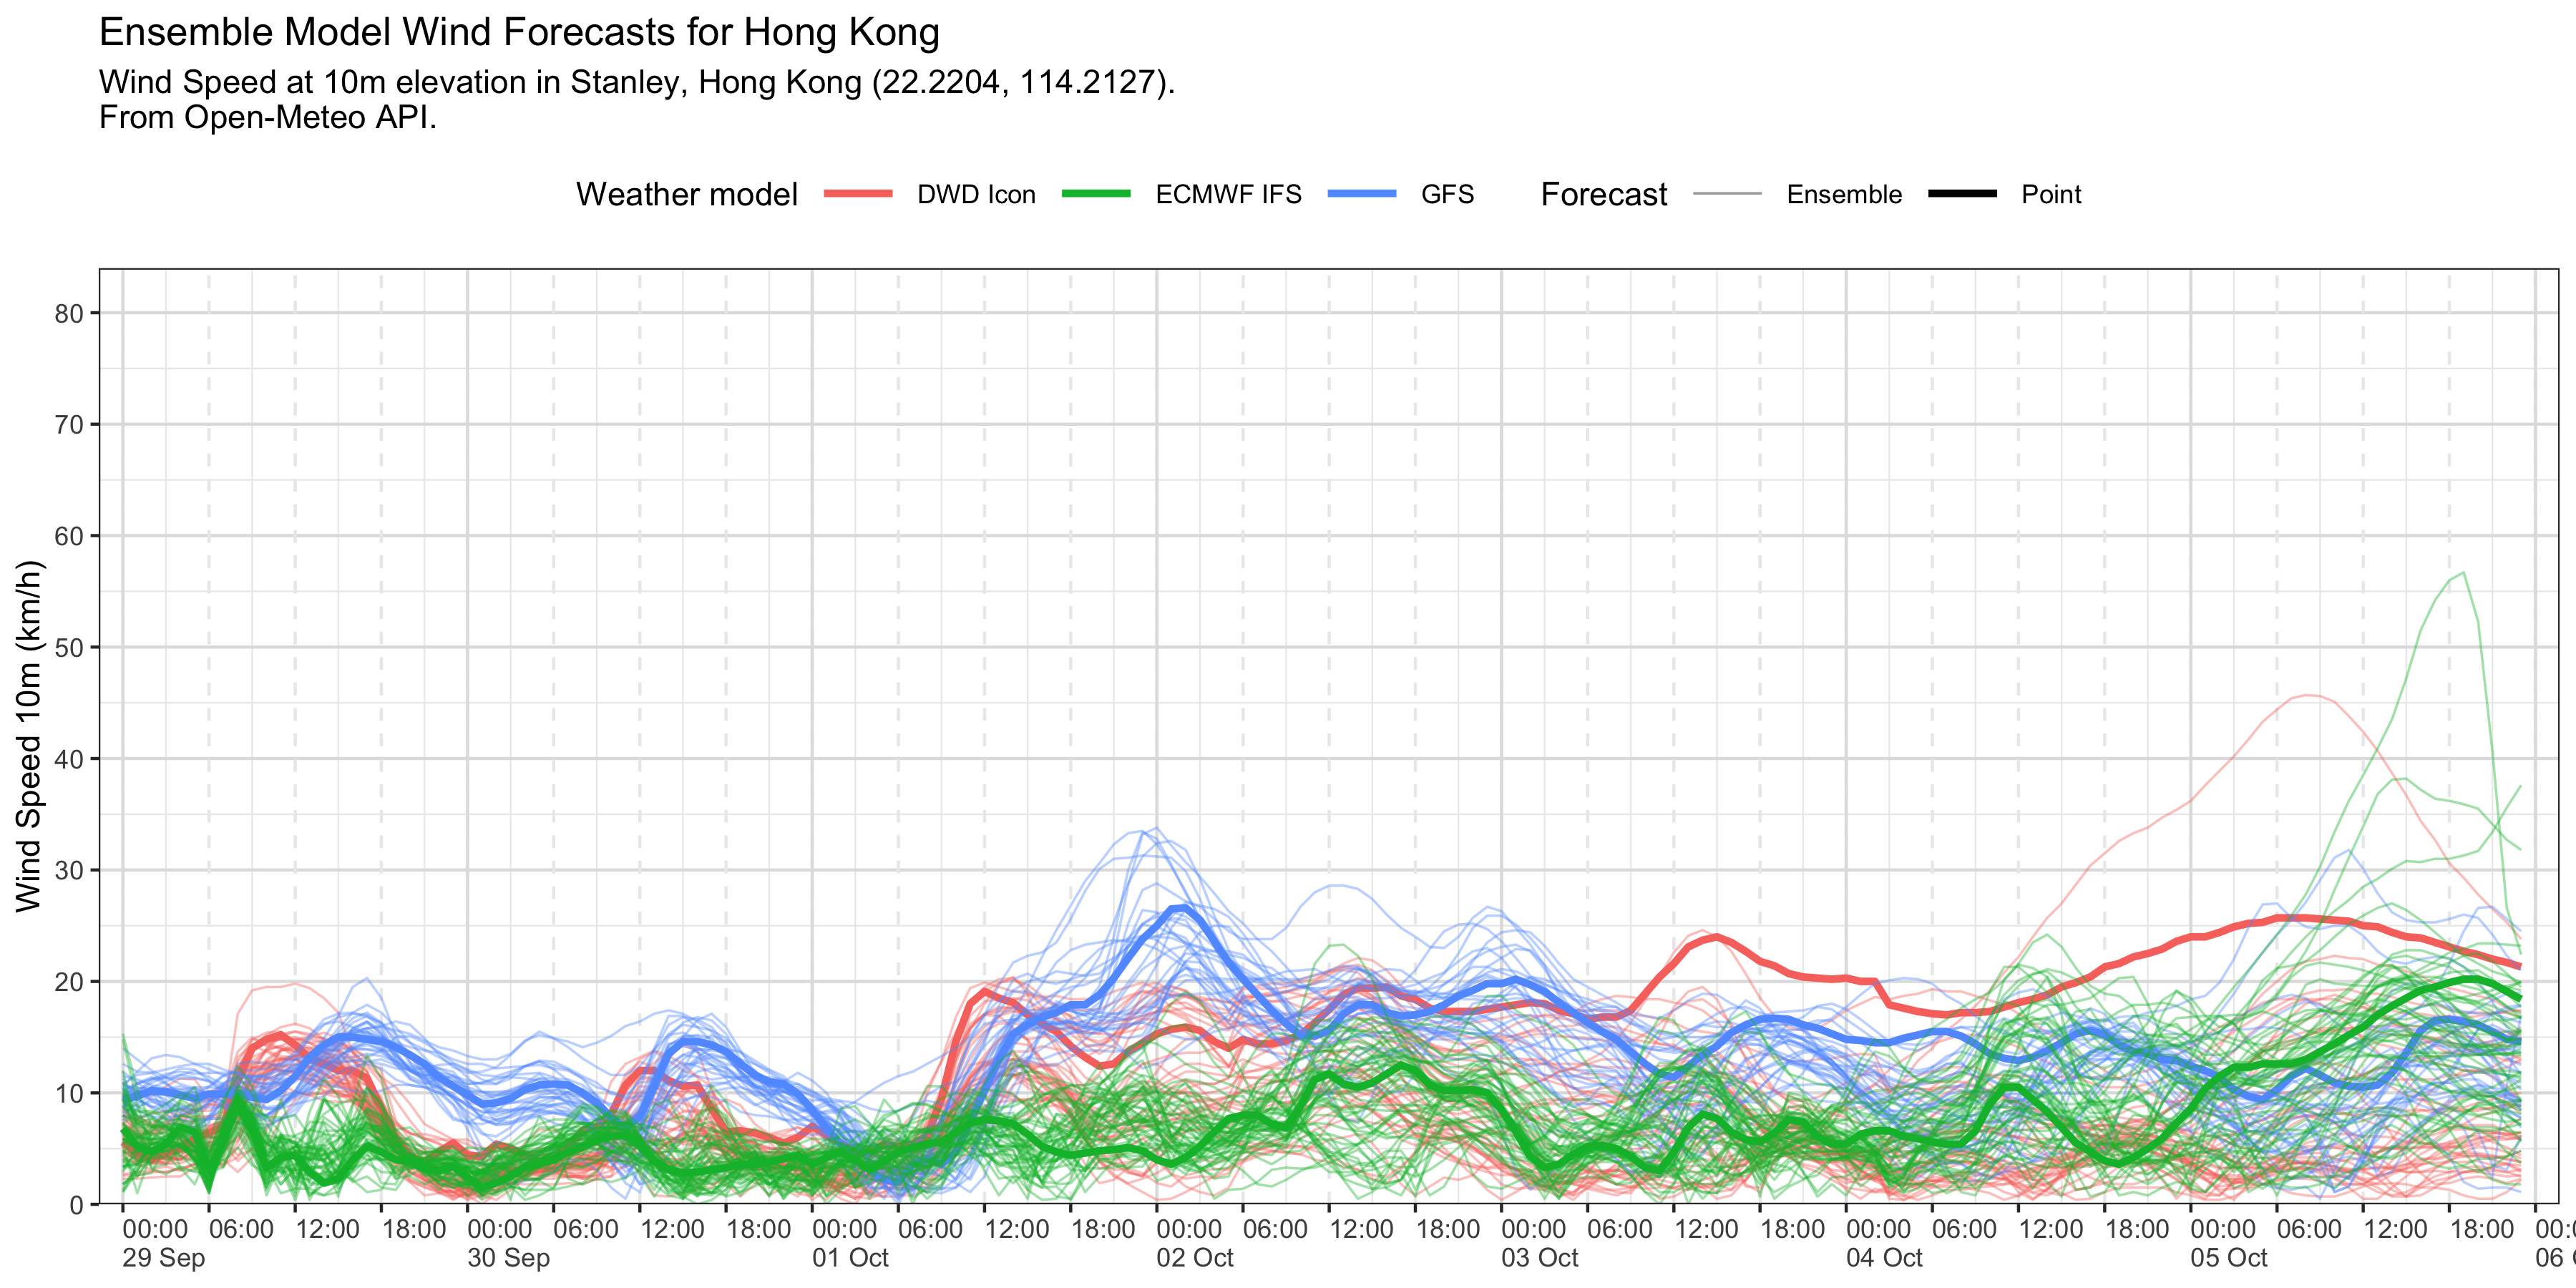 Ensemble Model Wind Forecasts for Hong Kong
Wind Speed at 10m elevation in Stanley, Hong Kong (22.2204, 114.2127).
From Open-Meteo API.
Weather model DWD Icon ECMWF IFS GFS Forecast Ensemble Point
Wind Speed 10m (km/h)
80
70
60
50
40
30
20
10
0
00:00 06:00 12:00 18:00 00:00 06:00 12:00 18:00 00:00 06:00 12:00 18:00 00:00 06:00 12:00 18:00 00:00 06:00 12:00 18:00 00:00 06:00 12:00 18:00 00:00 06:00 12:00 18:00
29 Sep 30 Sep 01 Oct 02 Oct 03 Oct 04 Oct 05 Oct 06